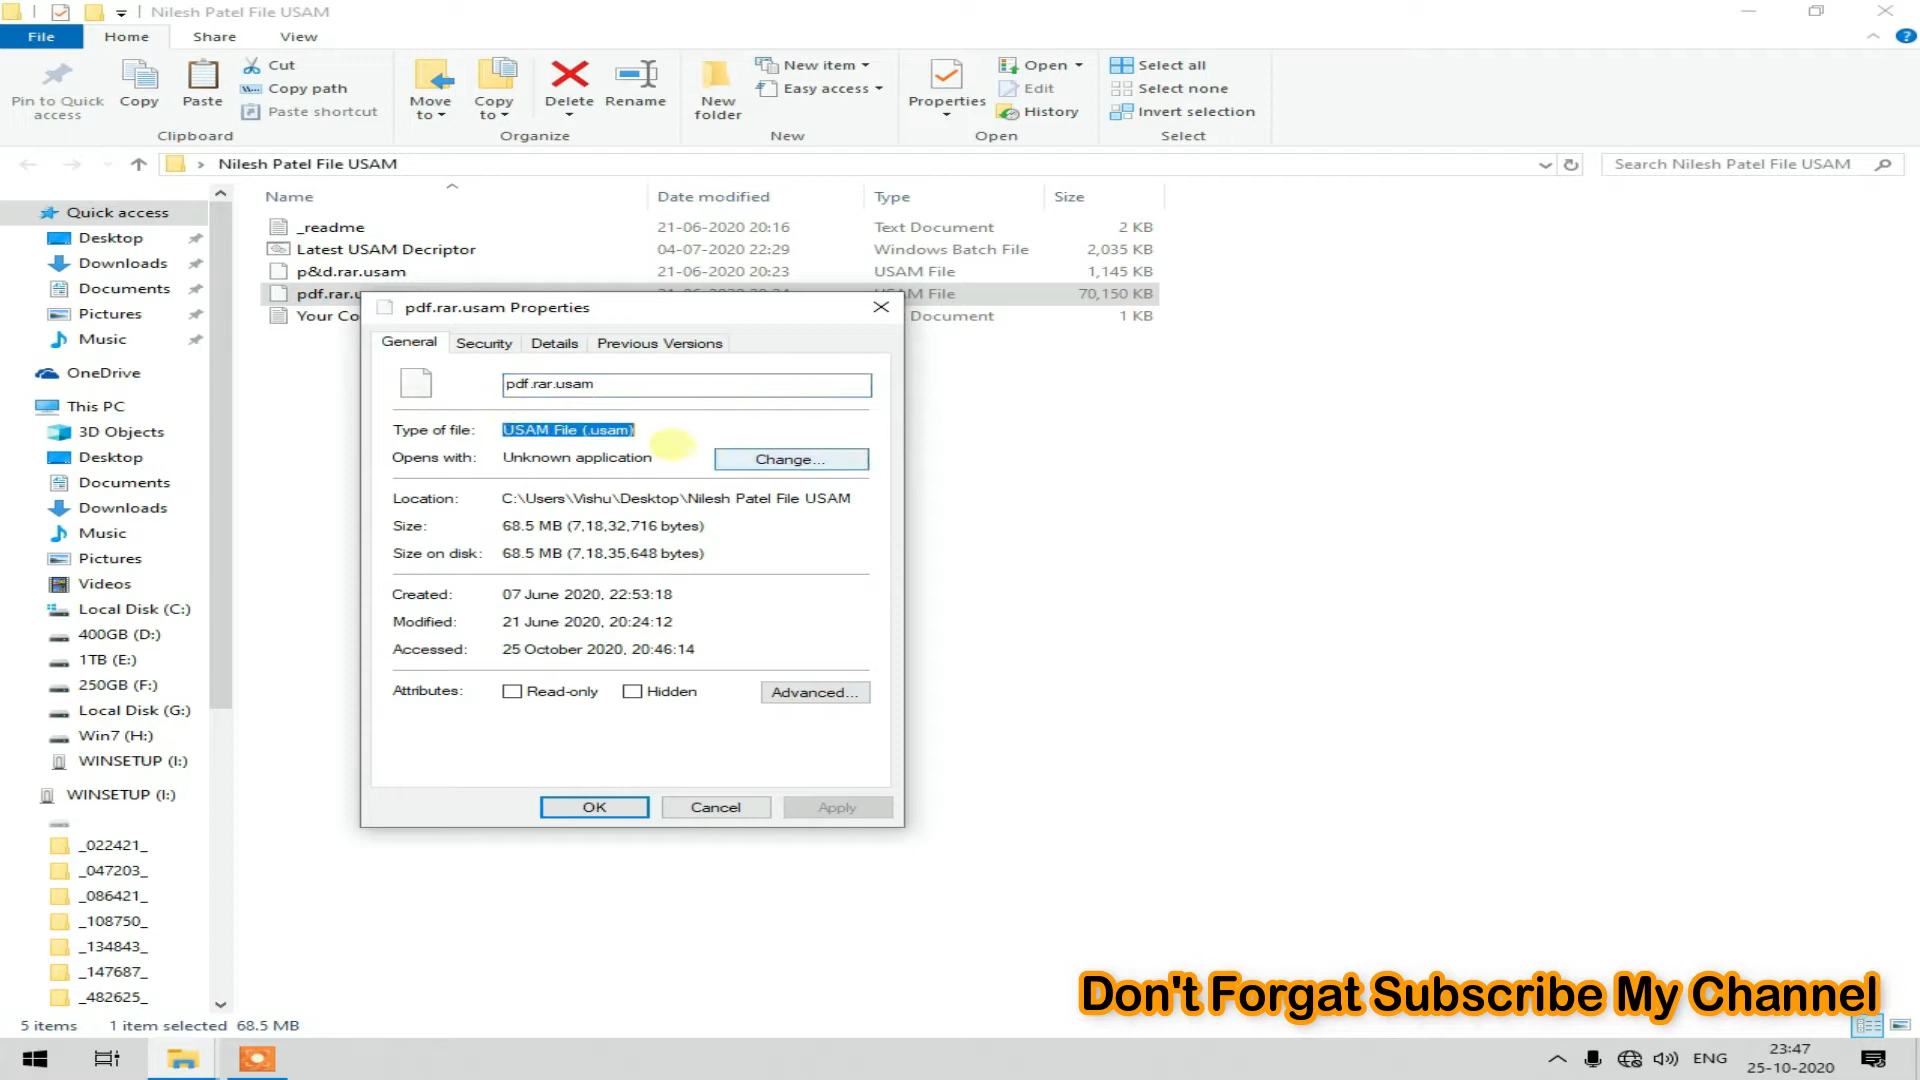 Nilesh Patel File USAM
File Home Share View
Pin to Quick access
Copy
Paste
Cut
Copy path
Paste shortcut
Clipboard
Move to
Copy to
Delete
Rename
Organize
New folder
New item
Easy access
New
Properties
Open
Edit
History
Open
Select all
Select none
Invert selection
Select
Nilesh Patel File USAM
Search Nilesh Patel File USAM
Name Date modified Type Size
_readme 21-06-2020 20:16 Text Document 2 KB
Latest USAM Decriptor 04-07-2020 22:29 Windows Batch File 2,035 KB
p&d.rar.usam 21-06-2020 20:23 USAM File 1,145 KB
pdf.rar.u File 70,150 KB
Your Co Document 1 KB
Quick access
Desktop
Downloads
Documents
Pictures
Music
OneDrive
This PC
3D Objects
Desktop
Documents
Downloads
Music
Pictures
Videos
Local Disk (C:)
400GB (D:)
1TB (E:)
250GB (F:)
Local Disk (G:)
Win7 (H:)
WINSETUP (I:)
WINSETUP (I:)
_022421_
_047203_
_086421_
_108750_
_134843_
_147687_
_482625_
pdf.rar.usam Properties
General Security Details Previous Versions
pdf.rar.usam
Type of file: USAM File (.usam)
Opens with: Unknown application Change...
Location: C:\Users\Vishu\Desktop\Nilesh Patel File USAM
Size: 68.5 MB (7,18,32,716 bytes)
Size on disk: 68.5 MB (7,18,35,648 bytes)
Created: 07 June 2020, 22:53:18
Modified: 21 June 2020, 20:24:12
Accessed: 25 October 2020, 20:46:14
Attributes: Read-only Hidden Advanced...
OK Cancel Apply
Don't Forgat Subscribe My Channel
5 items 1 item selected 68.5 MB
ENG
23:47
25-10-2020